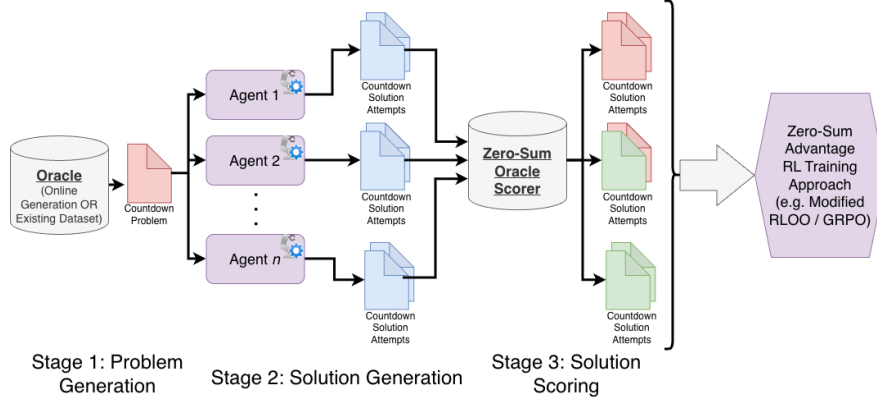 Oracle
(Online
Generation OR
Existing Dataset)
Countdown
Problem
Agent 1
Agent 2
Agent n
Countdown
Solution
Attempts
Countdown
Solution
Attempts
Countdown
Solution
Attempts
Zero-Sum
Oracle
Scorer
Countdown
Solution
Attempts
Countdown
Solution
Attempts
Countdown
Solution
Attempts
Zero-Sum
Advantage
RL Training
Approach
(e.g. Modified
RLOO / GRPO)
Stage 1: Problem
Generation
Stage 2: Solution Generation
Stage 3: Solution
Scoring